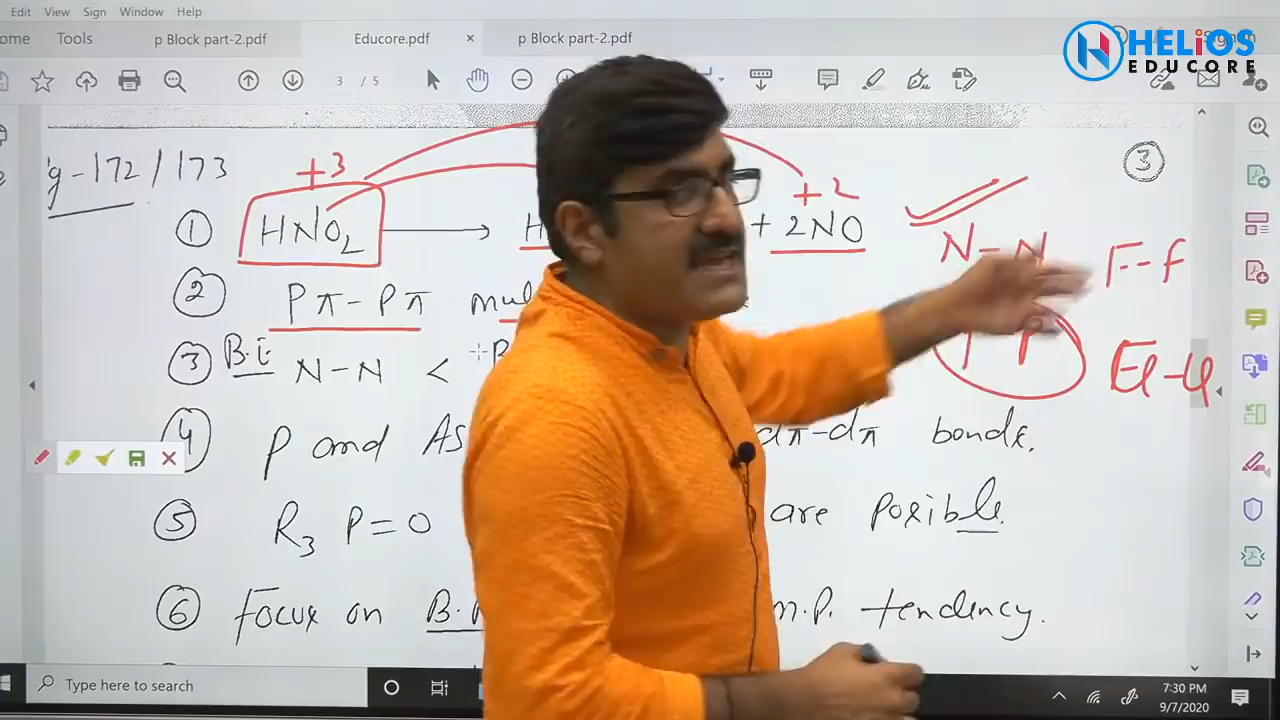 Edit View Sign Window Help
ome Tools p Block part-2.pdf Educore.pdf × p Block part-2.pdf
HELiOS
EDUCORE
3 / 5
g-172/173
+3
+2
3
① HNO2 → H + 2NO
N-N F-F
② Pπ-Pπ mul
③ B.E N-N < B
Cl-Cl
④ P and As dπ-dπ bonds.
⑤ R3 P=O are possible.
⑥ Focus on B.P m.p. tendency.
Type here to search
7:30 PM
9/7/2020